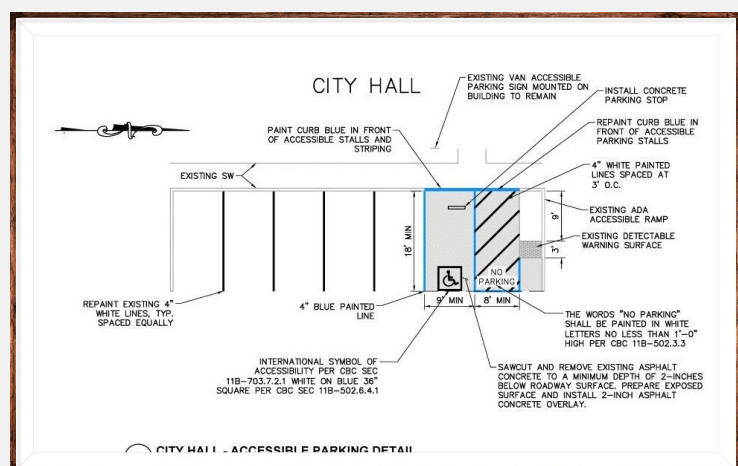 CITY HALL
EXISTING VAN ACCESSIBLE
PARKING SIGN MOUNTED ON
BUILDING TO REMAIN
INSTALL CONCRETE
PARKING STOP
REPAINT CURB BLUE IN
FRONT OF ACCESSIBLE
PARKING STALLS
PAINT CURB BLUE IN FRONT
OF ACCESSIBLE STALLS AND
STRIPING
4" WHITE PAINTED
LINES SPACED AT
3' O.C.
EXISTING SW
EXISTING ADA
ACCESSIBLE RAMP
EXISTING DETECTABLE
WARNING SURFACE
18' MIN
9'
3'
NO
PARKING
9' MIN
8' MIN
REPAINT EXISTING 4"
WHITE LINES, TYP.
SPACED EQUALLY
4" BLUE PAINTED
LINE
THE WORDS "NO PARKING"
SHALL BE PAINTED IN WHITE
LETTERS NO LESS THAN 1'-0"
HIGH PER CBC 11B-502.3.3
INTERNATIONAL SYMBOL OF
ACCESSIBILITY PER CBC SEC
11B-703.7.2.1 WHITE ON BLUE 36"
SQUARE PER CBC SEC 11B-502.6.4.1
SAWCUT AND REMOVE EXISTING ASPHALT
CONCRETE TO A MINIMUM DEPTH OF 2-INCHES
BELOW ROADWAY SURFACE. PREPARE EXPOSED
SURFACE AND INSTALL 2-INCH ASPHALT
CONCRETE OVERLAY.
CITY HALL - ACCESSIBLE PARKING DETAIL